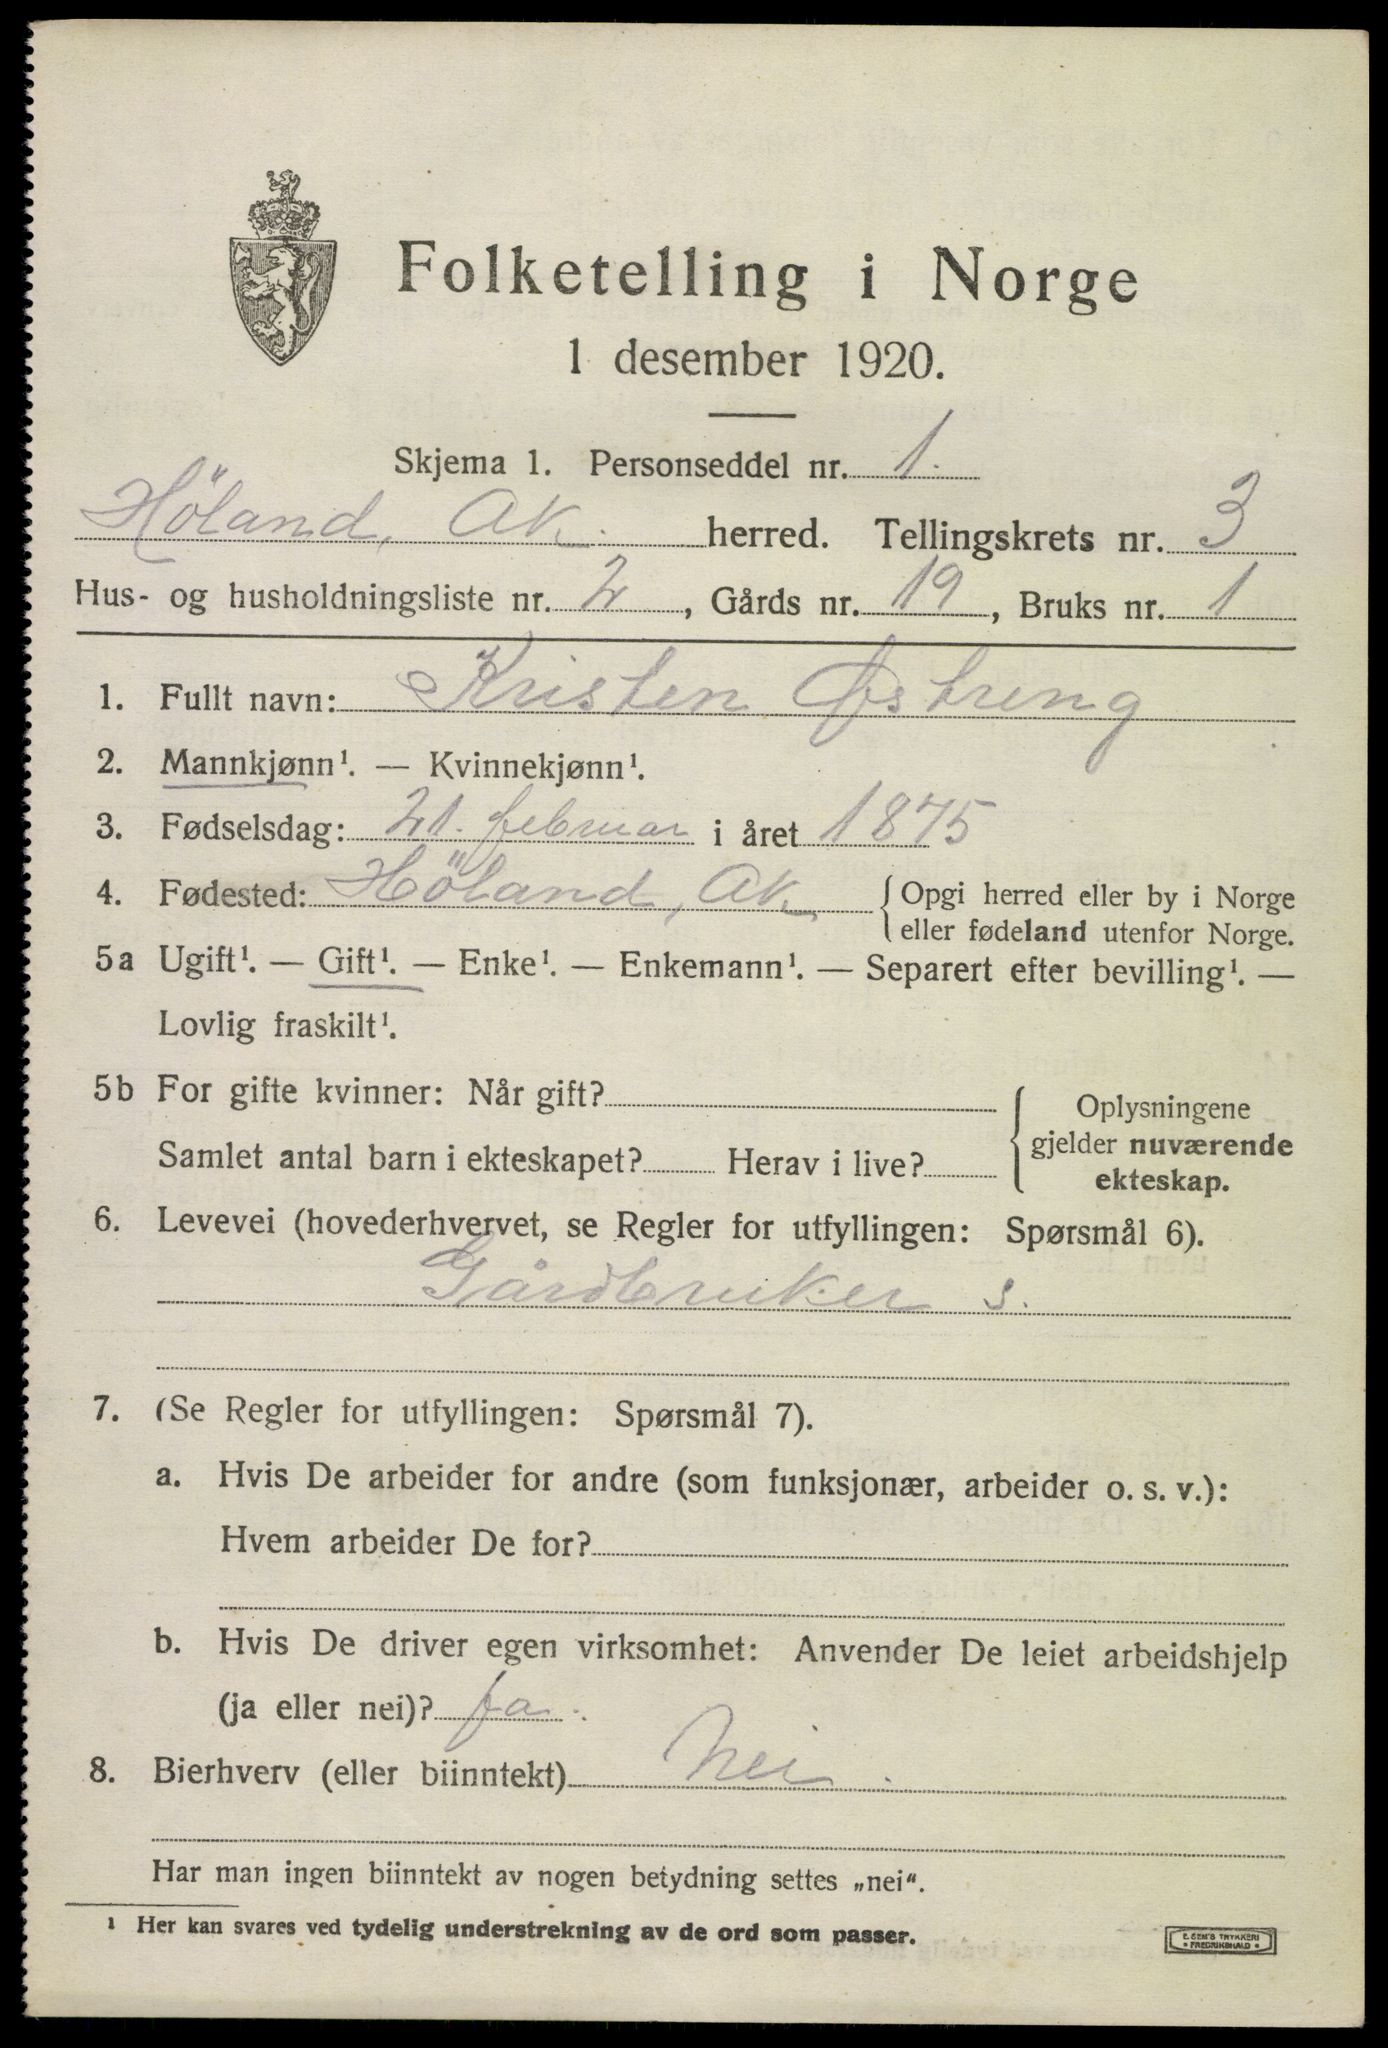 Folketelling i Norge
1 desember 1920.
Skjema 1. Personseddel nr. 1.
Höland, Ak. herred. Tellingskrets nr. 3
Hus- og husholdningsliste nr. 2, Gårds nr. 19, Bruks nr. 1
1. Fullt navn: Kristen Østreng
2. Mannkjønn¹. — Kvinnekjønn¹.
3. Fødselsdag: 21. februar i året 1875
4. Fødested: Höland, Ak. { Opgi herred eller by i Norge
eller fødeland utenfor Norge.
5a Ugift¹. — Gift¹. — Enke¹. — Enkemann¹. — Separert efter bevilling¹. —
Lovlig fraskilt¹.
5b For gifte kvinner: Når gift?
Samlet antal barn i ekteskapet? Herav i live?
{ Oplysningene
gjelder nuværende
ekteskap.
6. Levevei (hovederhvervet, se Regler for utfyllingen: Spørsmål 6).
Gårdbruker s.
7. (Se Regler for utfyllingen: Spørsmål 7).
a. Hvis De arbeider for andre (som funksjonær, arbeider o. s. v.):
Hvem arbeider De for?
b. Hvis De driver egen virksomhet: Anvender De leiet arbeidshjelp
(ja eller nei)? ja.
8. Bierhverv (eller biinntekt) Nei.
Har man ingen biinntekt av nogen betydning settes „nei“.
¹ Her kan svares ved tydelig understrekning av de ord som passer.
E. SEM'S TRYKKERI
• FREDRIKSHALD •